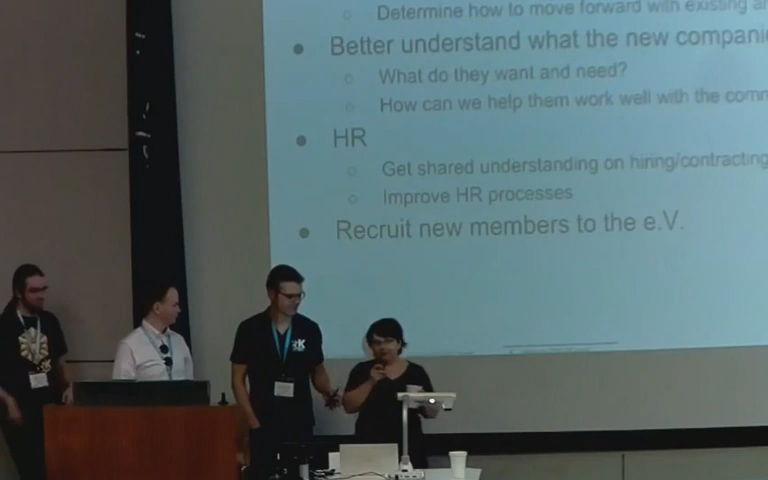 Determine how to move forward with existing
Better understand what the new
What do they want and need?
How can we help them work well with the
HR
Get shared understanding on hiring/contracting
Improve HR processes
Recruit new members to the e.V.
K